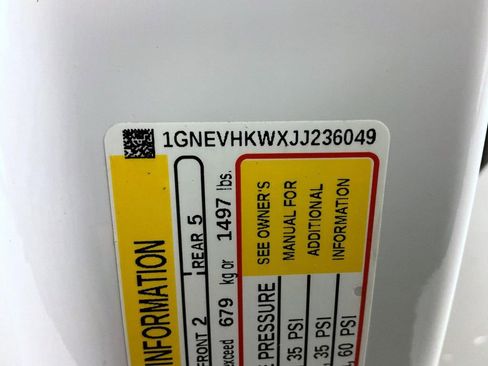 1GNEVHKWXJJ236049
INFORMATION
FRONT 2 REAR 5
exceed 679 kg or 1497 lbs.
PRESSURE
SEE OWNER'S
MANUAL FOR
ADDITIONAL
INFORMATION
35 PSI
35 PSI
60 PSI